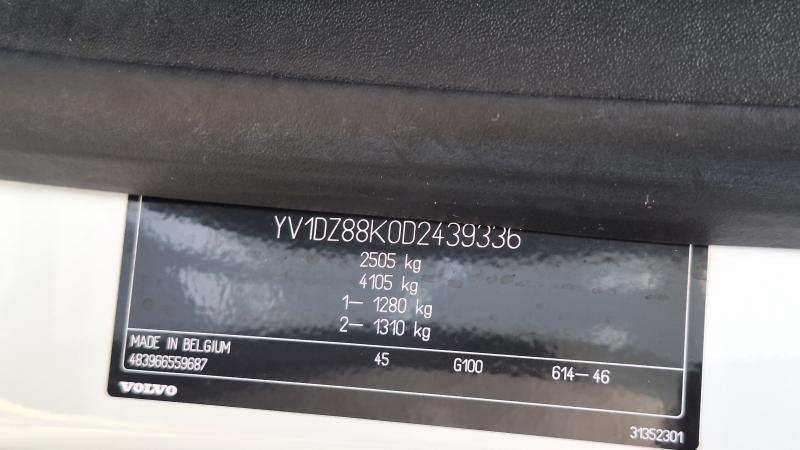 YV1DZ88K0D2439336
2505 kg
4105 kg
1– 1280 kg
2– 1310 kg
MADE IN BELGIUM
483966559687 45 G100 614–46
VOLVO
31352301